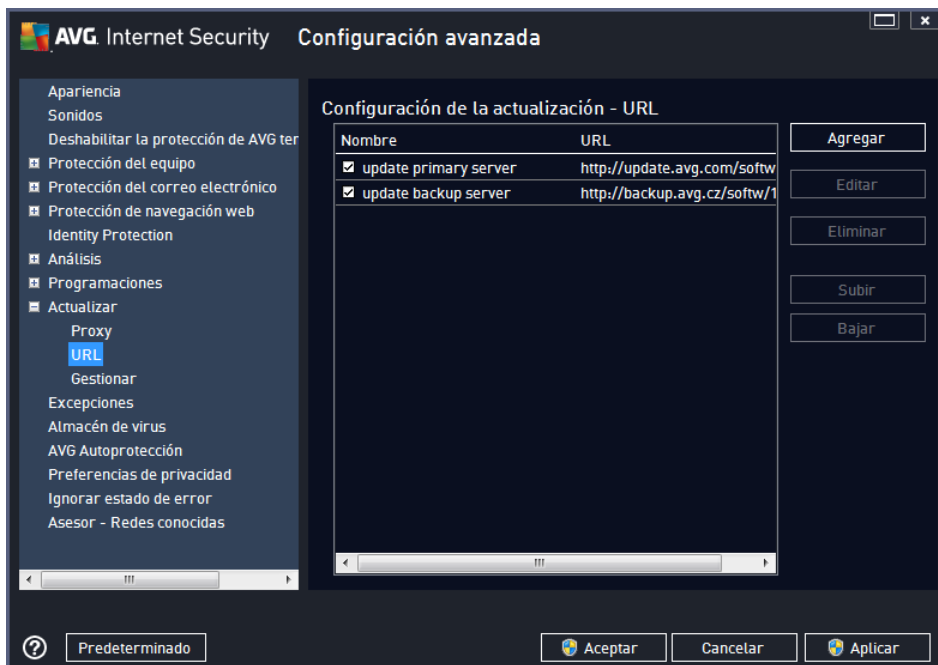 AVG. Internet Security Configuración avanzada
Apariencia
Sonidos
Deshabilitar la protección de AVG ter
Protección del equipo
Protección del correo electrónico
Protección de navegación web
Identity Protection
Análisis
Programaciones
Actualizar
Proxy
URL
Gestionar
Excepciones
Almacén de virus
AVG Autoprotección
Preferencias de privacidad
Ignorar estado de error
Asesor - Redes conocidas
Configuración de la actualización - URL
Nombre URL
update primary server http://update.avg.com/softw
update backup server http://backup.avg.cz/softw/1
Agregar
Editar
Eliminar
Subir
Bajar
Predeterminado
Aceptar
Cancelar
Aplicar